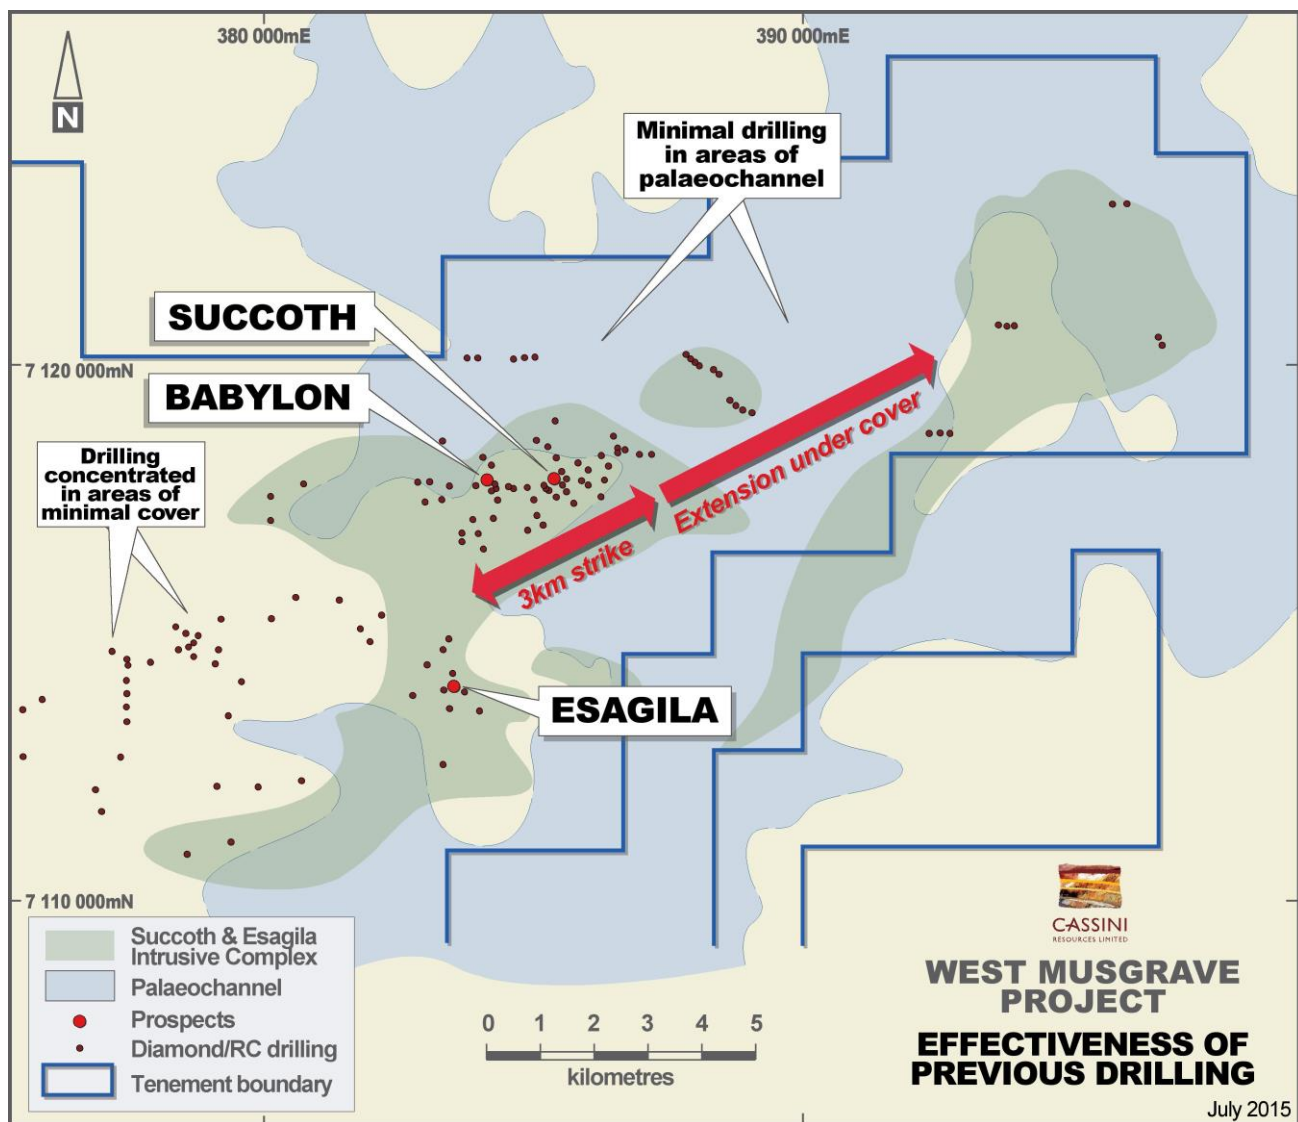 380 000mE
390 000mE
N
Minimal drilling
in areas of
palaeochannel
SUCCOTH
7 120 000mN
BABYLON
Drilling
concentrated
in areas of
minimal cover
Extension under cover
3km strike
ESAGILA
7 110 000mN
Succoth & Esagila
Intrusive Complex
Palaeochannel
Prospects
Diamond/RC drilling
Tenement boundary
0 1 2 3 4 5
kilometres
CASSINI
RESOURCES LIMITED
WEST MUSGRAVE
PROJECT
EFFECTIVENESS OF
PREVIOUS DRILLING
July 2015